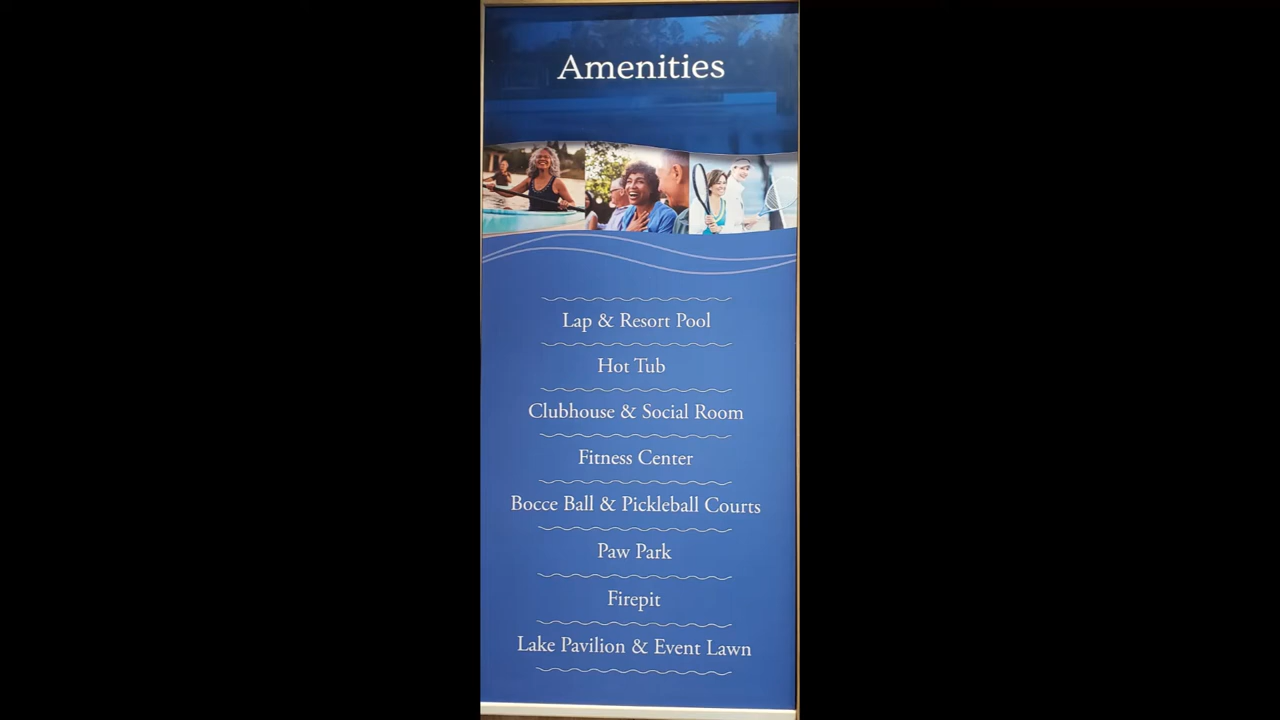 Amenities
Lap & Resort Pool
Hot Tub
Clubhouse & Social Room
Fitness Center
Bocce Ball & Pickleball Courts
Paw Park
Firepit
Lake Pavilion & Event Lawn